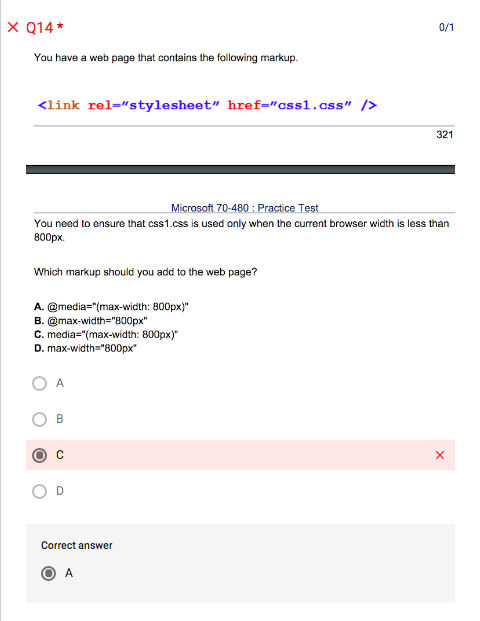 ✕ Q14 *
0/1
You have a web page that contains the following markup.
<link rel="stylesheet" href="css1.css" />
321
Microsoft 70-480 : Practice Test
You need to ensure that css1.css is used only when the current browser width is less than
800px.
Which markup should you add to the web page?
A. @media="(max-width: 800px)"
B. @max-width="800px"
C. media="(max-width: 800px)"
D. max-width="800px"
A
B
C ✕
D
Correct answer
A